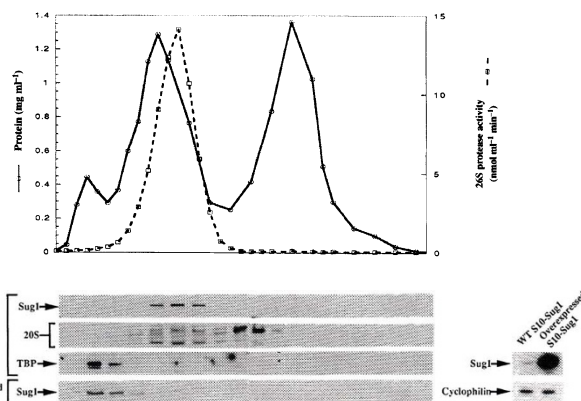 1.4
1.2
1
0.8
0.6
0.4
0.2
0
Protein (mg ml⁻¹)
15
10
5
0
26S protease activity
(nmol ml⁻¹ min⁻¹)
Sug1
20S
TBP
Sug1
WT S10-Sug1
Overexpressed
S10-Sug1
Sug1
Cyclophilin